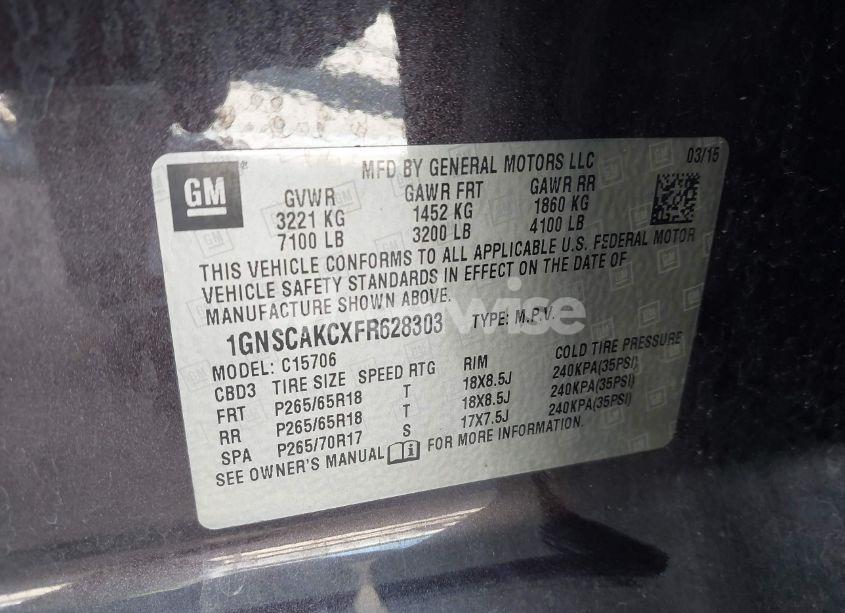 GM
MFD BY GENERAL MOTORS LLC 03/15
GVWR GAWR FRT GAWR RR
3221 KG 1452 KG 1860 KG
7100 LB 3200 LB 4100 LB
THIS VEHICLE CONFORMS TO ALL APPLICABLE U.S. FEDERAL MOTOR
VEHICLE SAFETY STANDARDS IN EFFECT ON THE DATE OF
MANUFACTURE SHOWN ABOVE.
1GNSCAKCXFR628303 TYPE: M.P.V.
MODEL: C15706
CBD3 TIRE SIZE SPEED RTG RIM COLD TIRE PRESSURE
FRT P265/65R18 T 18X8.5J 240KPA(35PSI)
RR P265/65R18 T 18X8.5J 240KPA(35PSI)
SPA P265/70R17 S 17X7.5J 240KPA(35PSI)
SEE OWNER'S MANUAL FOR MORE INFORMATION.